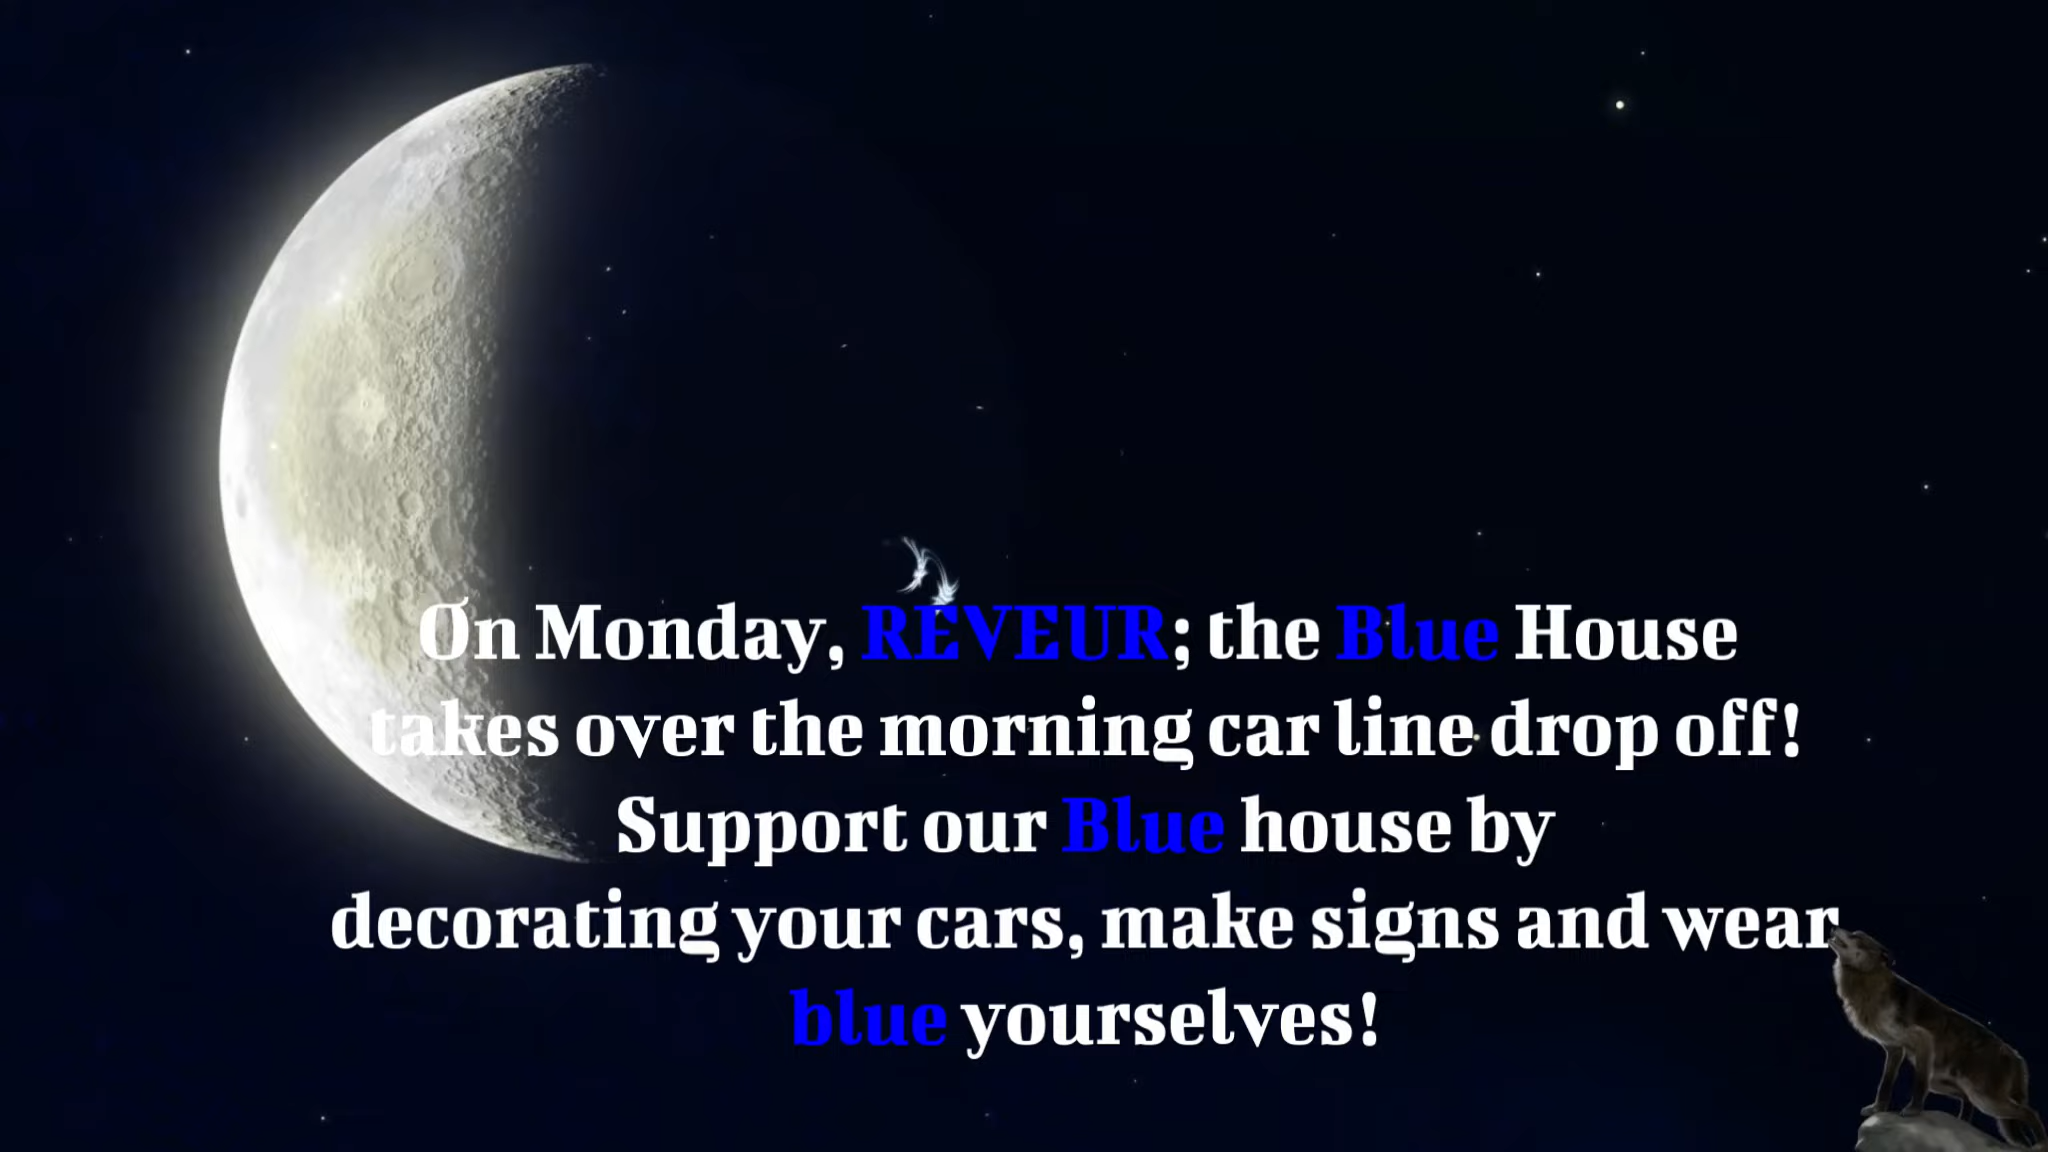 On Monday, REVEUR; the Blue House
takes over the morning car line drop off!
Support our Blue house by
decorating your cars, make signs and wear
blue yourselves!